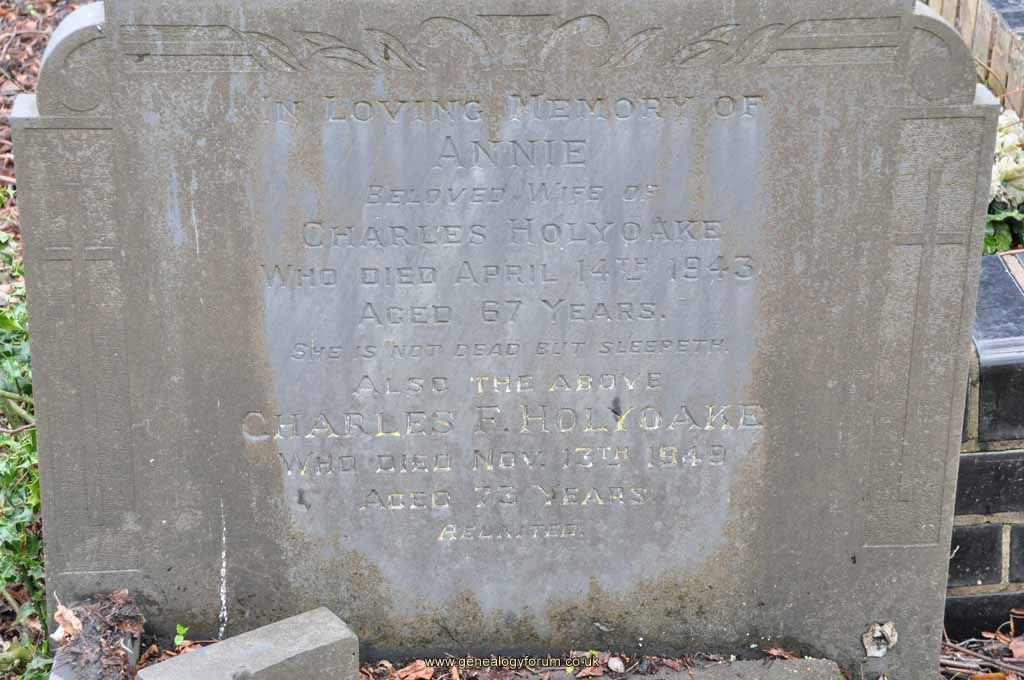 IN LOVING MEMORY OF
ANNIE
BELOVED WIFE OF
CHARLES HOLYOAKE
WHO DIED APRIL 14TH 1943
AGED 67 YEARS.
SHE IS NOT DEAD BUT SLEEPETH.
ALSO THE ABOVE
CHARLES F. HOLYOAKE
WHO DIED NOV. 13TH 1949
AGED 73 YEARS
REUNITED.
www.genealogyforum.co.uk